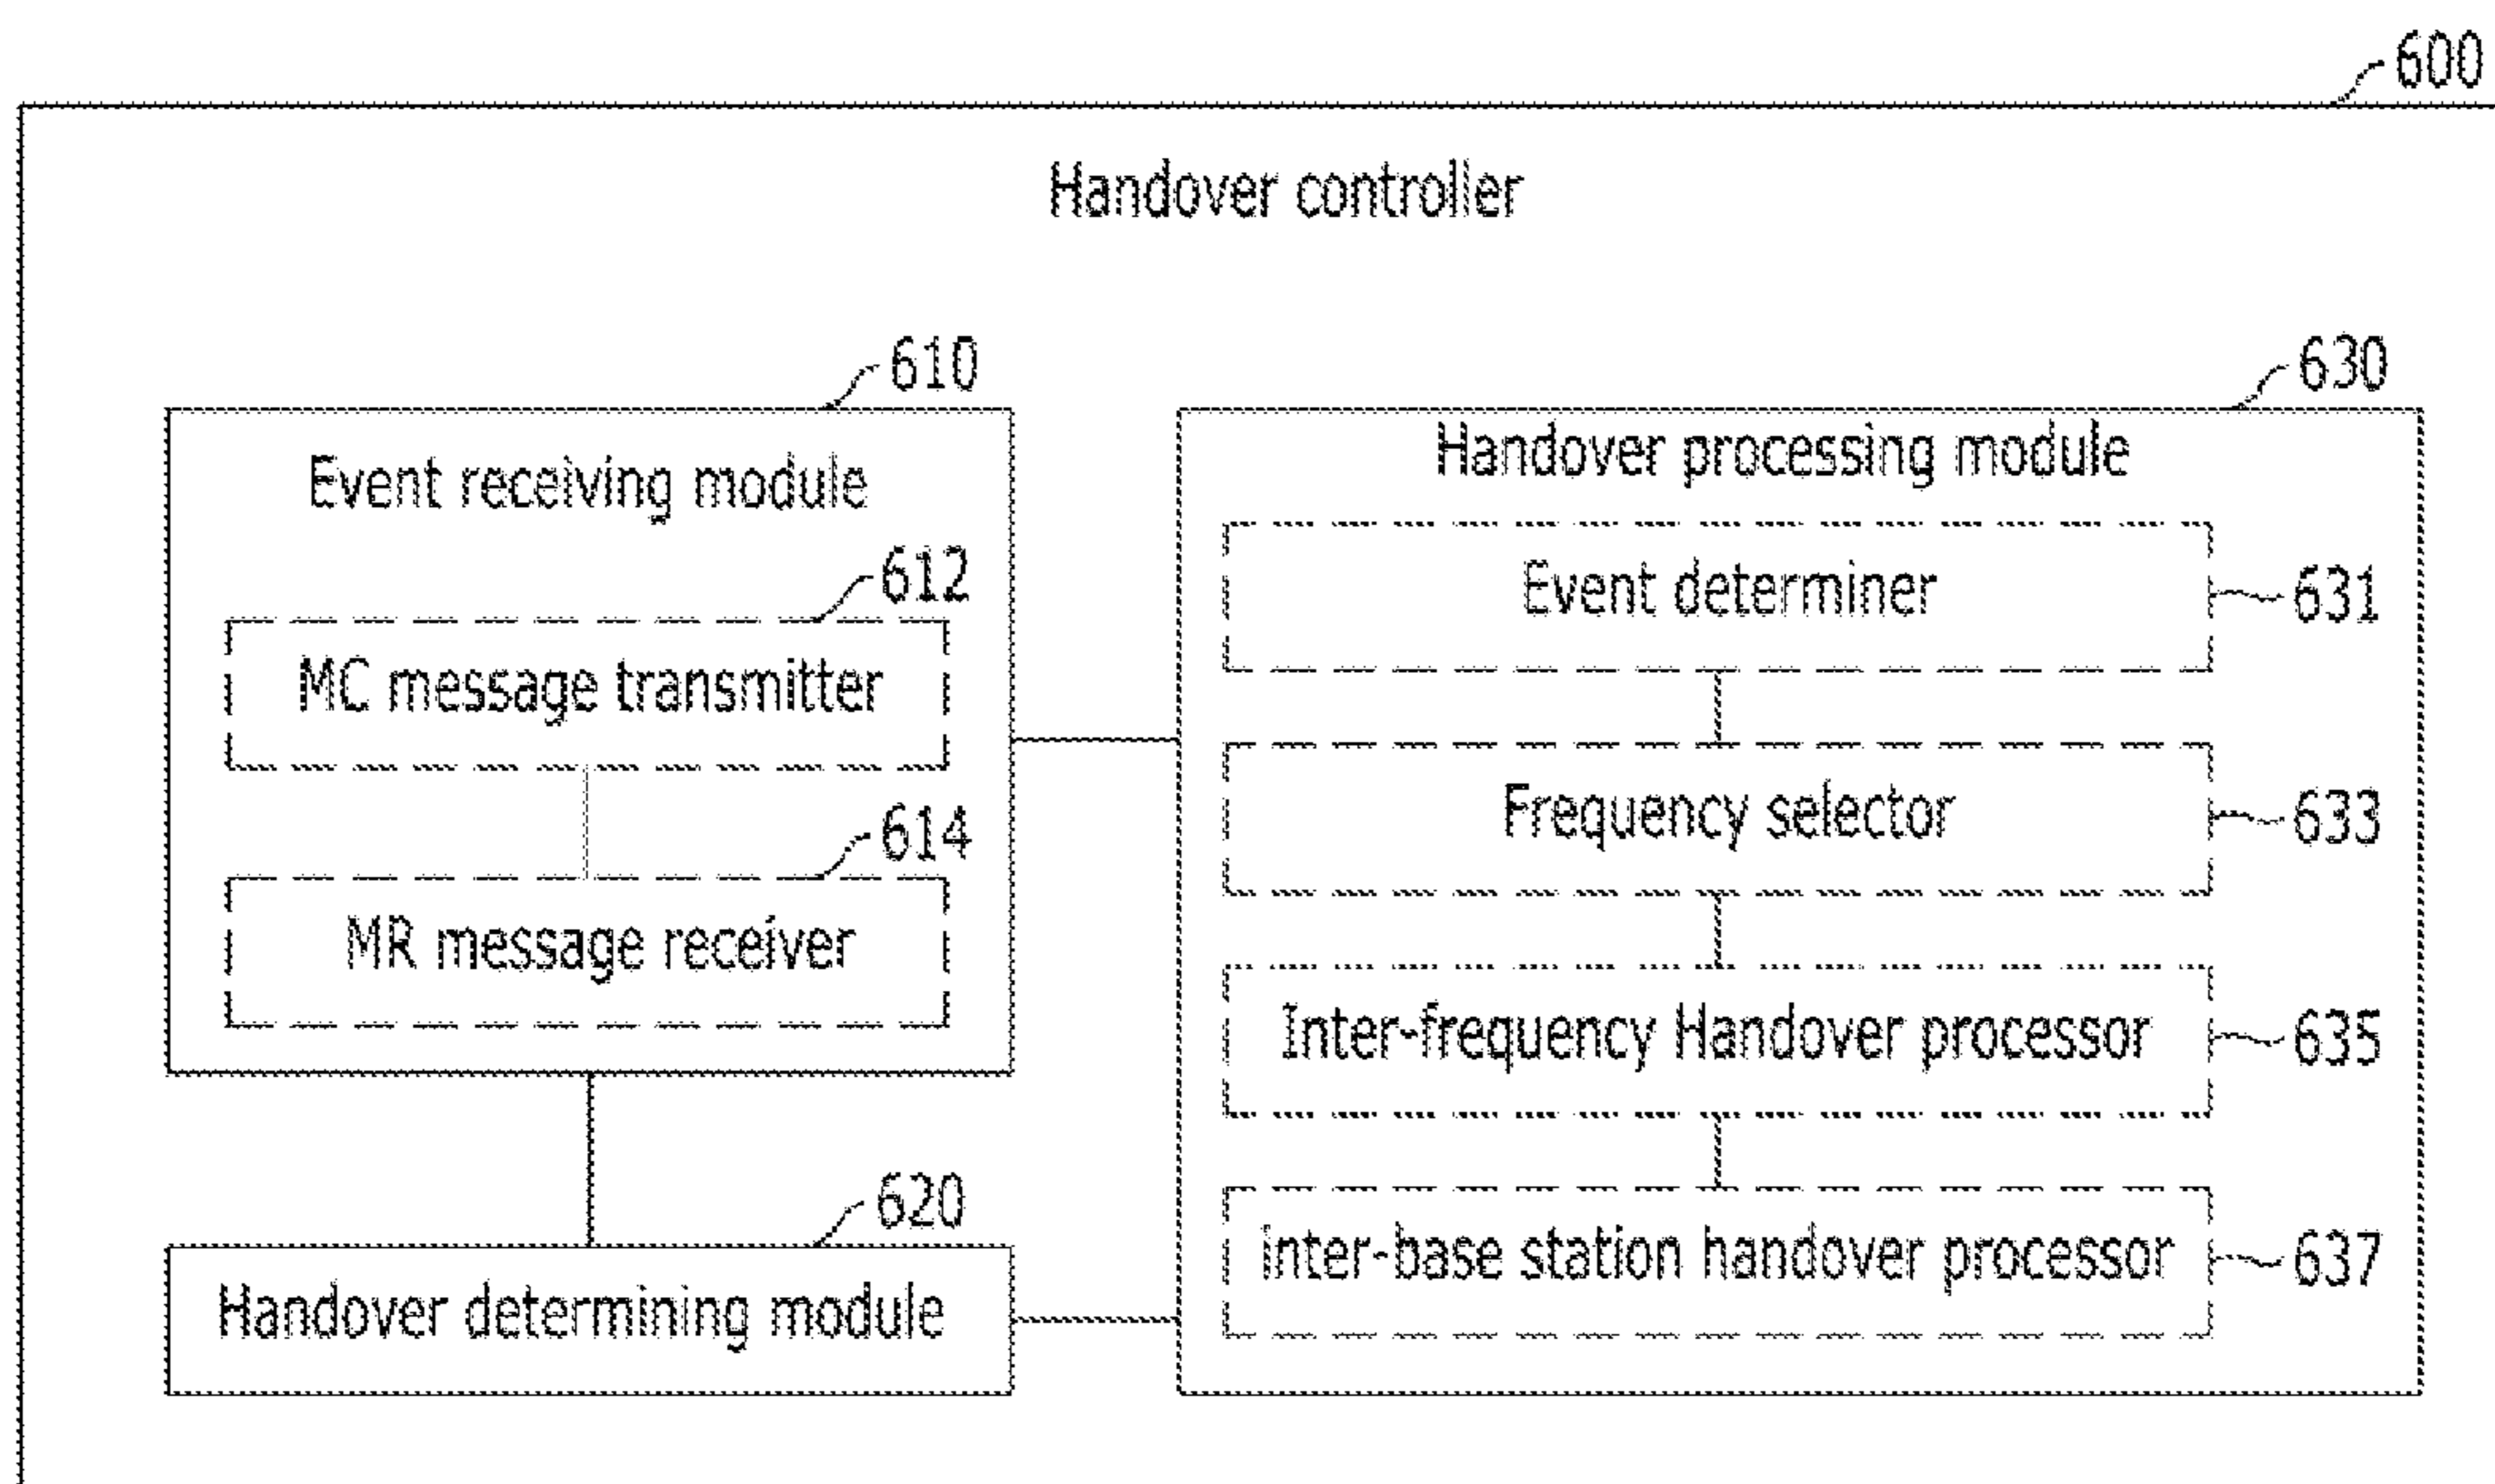 600
Handover controller
610
Event receiving module
612
MC message transmitter
614
MR message receiver
620
Handover determining module
630
Handover processing module
Event determiner
631
Frequency selector
633
Inter-frequency Handover processor
635
Inter-base station handover processor
637